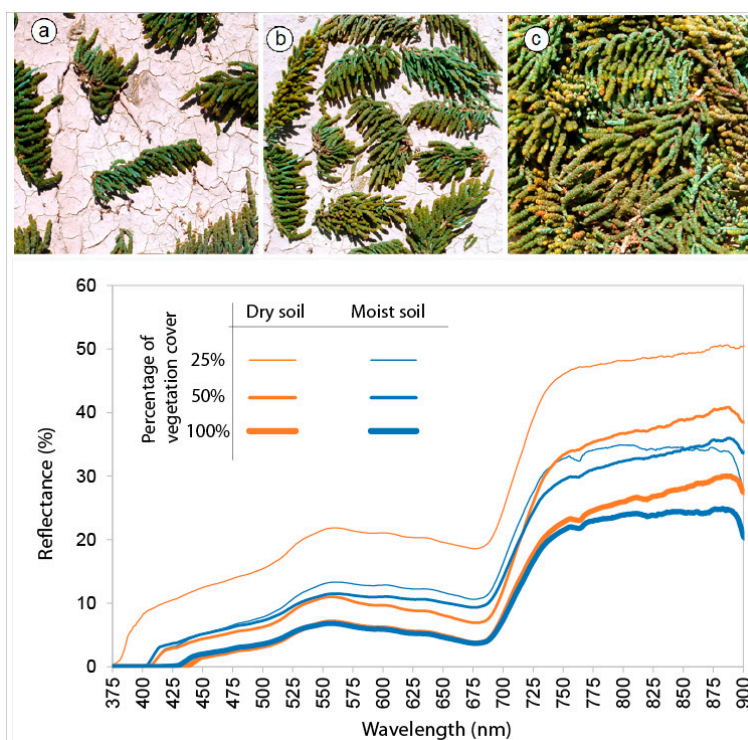 a b c
60
50
40
30
20
10
0
Reflectance (%)
Dry soil Moist soil
Percentage of
vegetation cover
25%
50%
100%
375 400 425 450 475 500 525 550 575 600 625 650 675 700 725 750 775 800 825 850 875 900
Wavelength (nm)